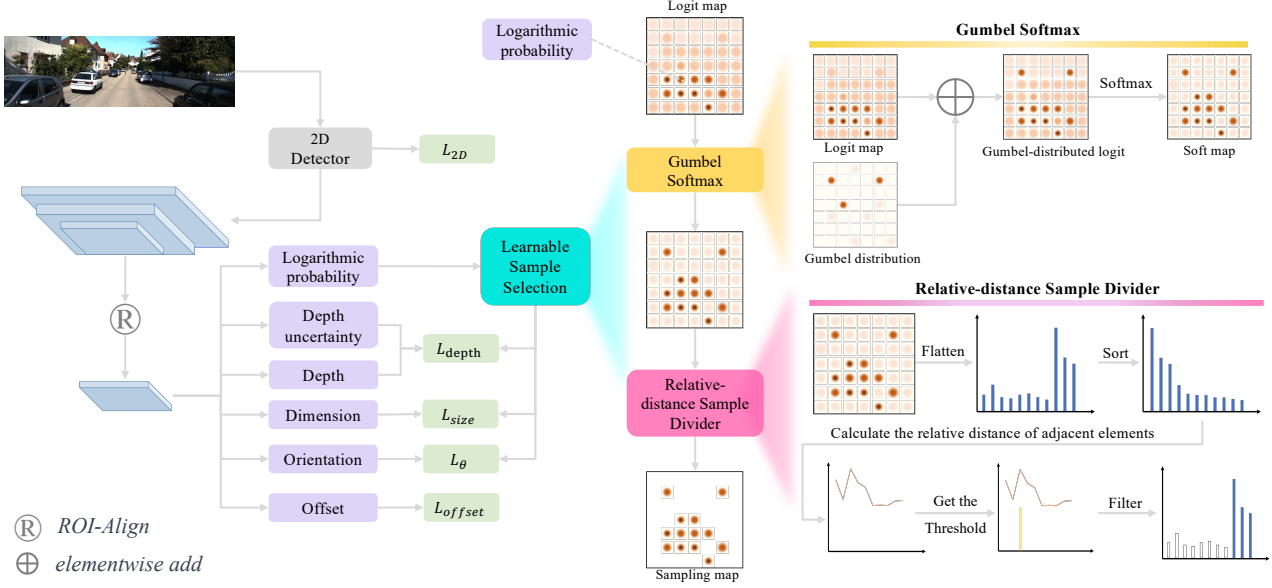 Logit map
Logarithmic
probability
Gumbel Softmax
2D
Detector
L2D
Gumbel
Softmax
Logit map
Gumbel-distributed logit
Softmax
Soft map
Gumbel distribution
Logarithmic
probability
Learnable
Sample
Selection
Depth
uncertainty
Ldepth
Depth
Dimension
Lsize
Orientation
Lθ
Offset
Loffset
R
R
ROI-Align
elementwise add
Relative-
distance Sample
Divider
Sampling map
Relative-distance Sample Divider
Flatten
Sort
Calculate the relative distance of adjacent elements
Get the
Threshold
Filter